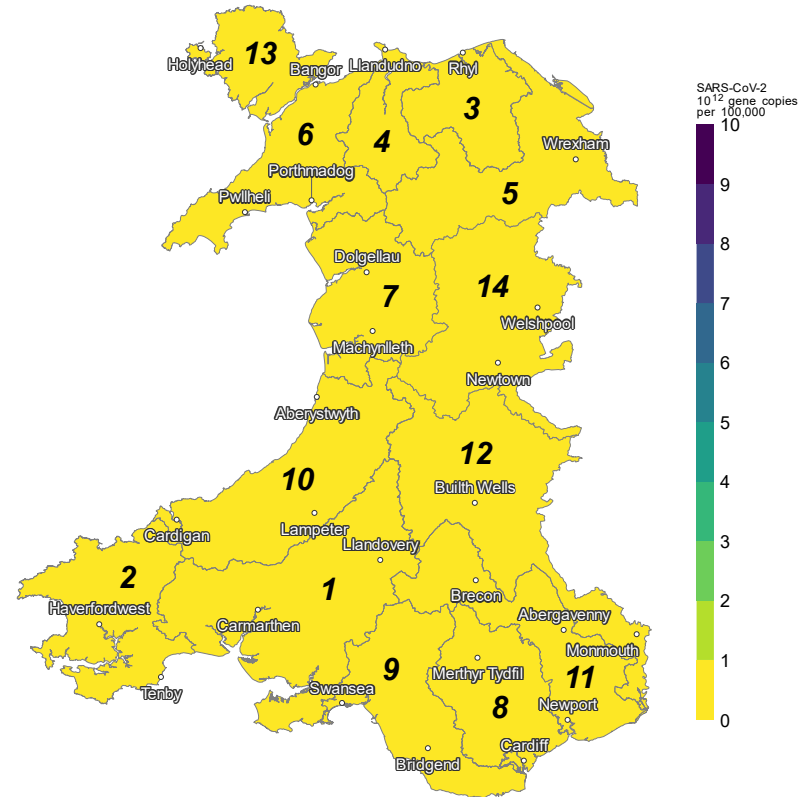 13
Holyhead
Bangor
Llandudno
Rhyl
3
6
4
Wrexham
Porthmadog
Pwllheli
5
Dolgellau
7
14
Welshpool
Machynlleth
Newtown
Aberystwyth
12
10
Builth Wells
Lampeter
Cardigan
Llandovery
2
1
Haverfordwest
Brecon
Abergavenny
Carmarthen
Monmouth
9
Merthyr Tydfil
11
Tenby
Swansea
8
Newport
Cardiff
Bridgend
SARS-CoV-2
10¹² gene copies
per 100,000
10
9
8
7
6
5
4
3
2
1
0